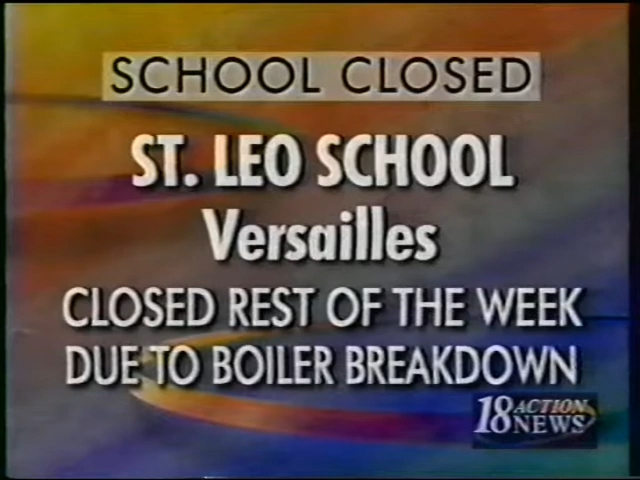 SCHOOL CLOSED
ST. LEO SCHOOL
Versailles
CLOSED REST OF THE WEEK
DUE TO BOILER BREAKDOWN
18 ACTION NEWS